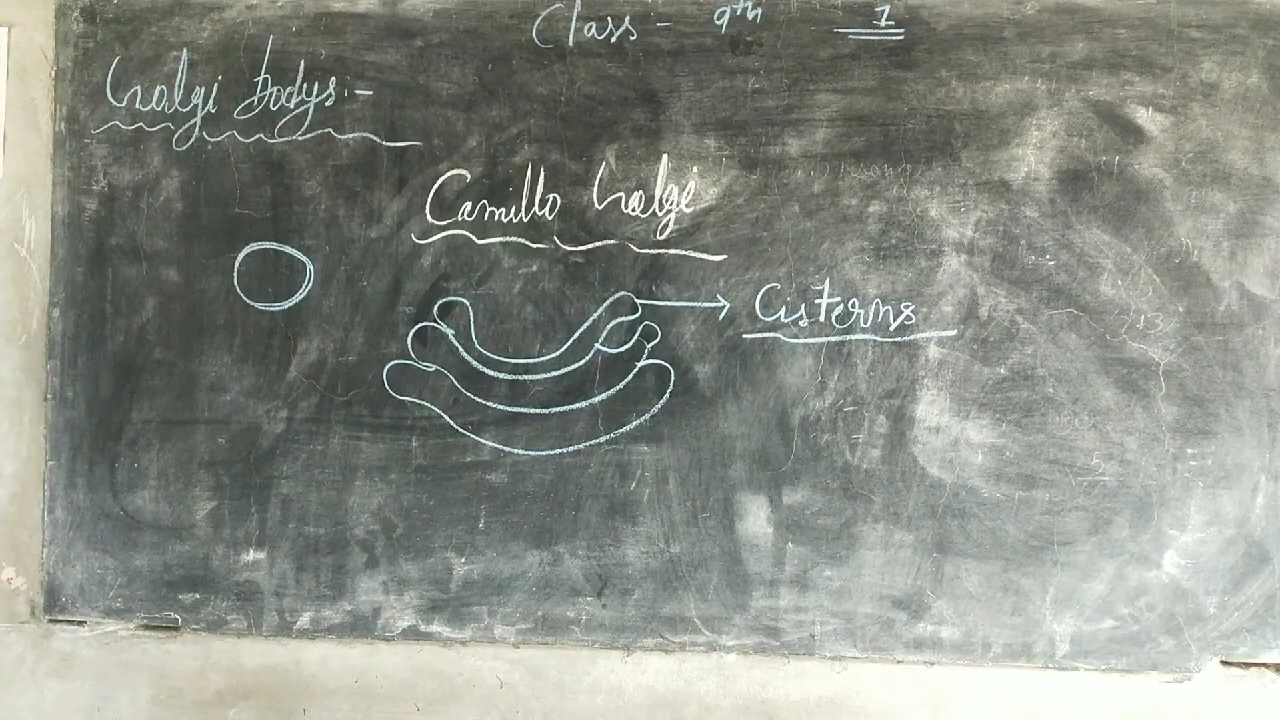 Class :- 9th 1
Golgi bodys :-
Camillo Golgi
Cisterns